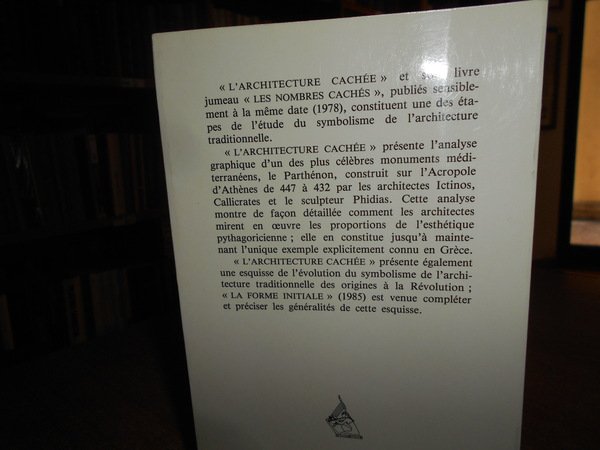 « L'ARCHITECTURE CACHÉE » et livre
jumeau « LES NOMBRES CACHÉS », publiés sensible-
ment à la même date (1978), constituent une des éta-
pes de l'étude du symbolisme de l'architecture
traditionnelle.
« L'ARCHITECTURE CACHÉE » présente l'analyse
graphique d'un des plus célèbres monuments médi-
terranéens, le Parthénon, construit sur l'Acropole
d'Athènes de 447 à 432 par les architectes Ictinos,
Callicrates et le sculpteur Phidias. Cette analyse
montre de façon détaillée comment les architectes
mirent en œuvre les proportions de l'esthétique
pythagoricienne ; elle en constitue jusqu'à mainte-
nant l'unique exemple explicitement connu en Grèce.
« L'ARCHITECTURE CACHÉE » présente également
une esquisse de l'évolution du symbolisme de l'archi-
tecture traditionnelle des origines à la Révolution ;
« LA FORME INITIALE » (1985) est venue compléter
et préciser les généralités de cette esquisse.